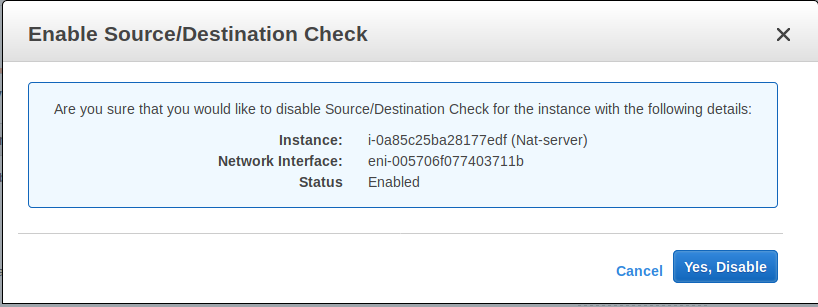 Enable Source/Destination Check
Are you sure that you would like to disable Source/Destination Check for the instance with the following details:
Instance: i-0a85c25ba28177edf (Nat-server)
Network Interface: eni-005706f077403711b
Status Enabled
Cancel Yes, Disable